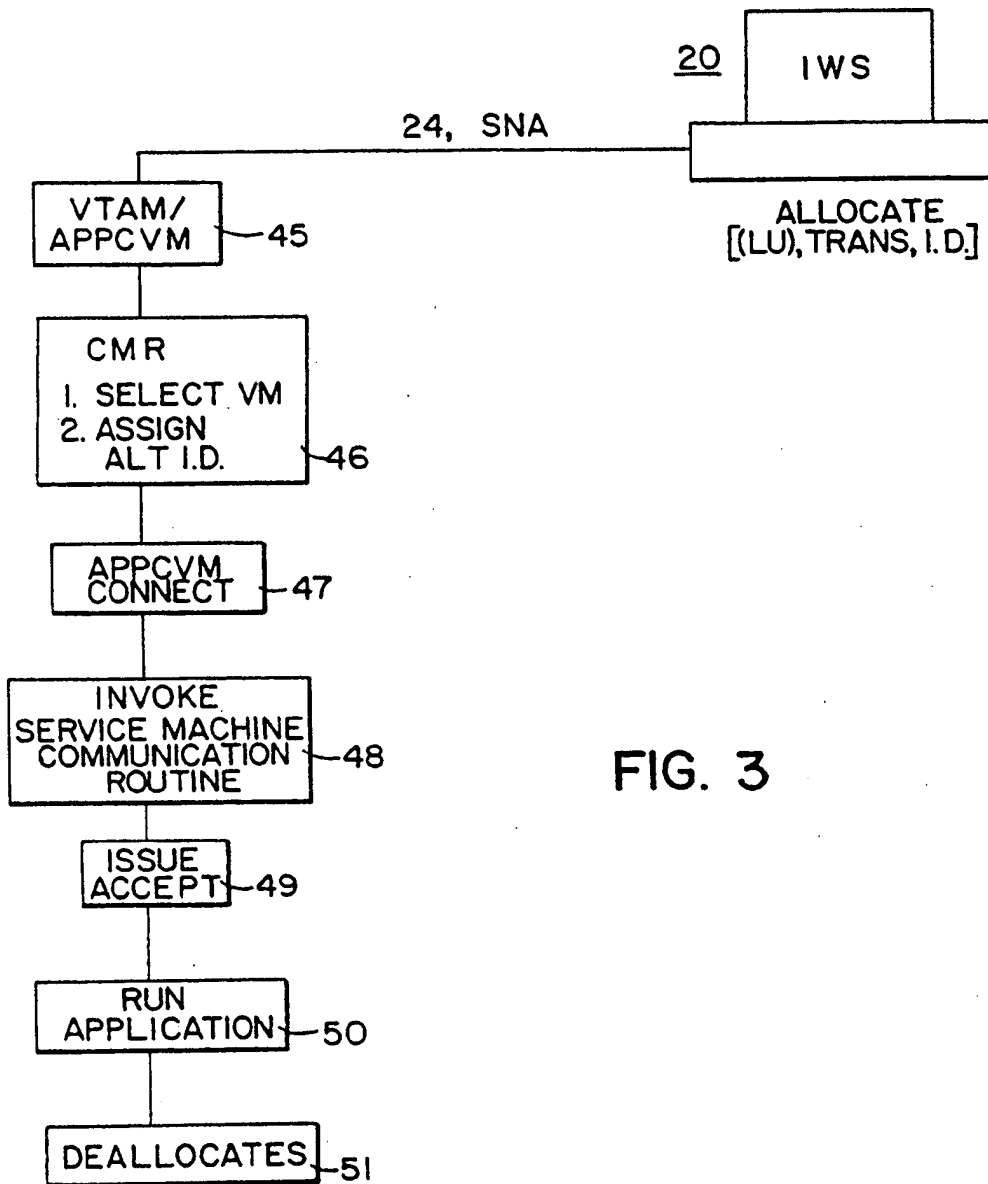 20
IWS
24, SNA
ALLOCATE
[(LU), TRANS, I.D.]
VTAM/
APPCVM
45
CMR
1. SELECT VM
2. ASSIGN
ALT I.D.
46
APPCVM
CONNECT
47
INVOKE
SERVICE MACHINE
COMMUNICATION
ROUTINE
48
FIG. 3
ISSUE
ACCEPT
49
RUN
APPLICATION
50
DEALLOCATES
51